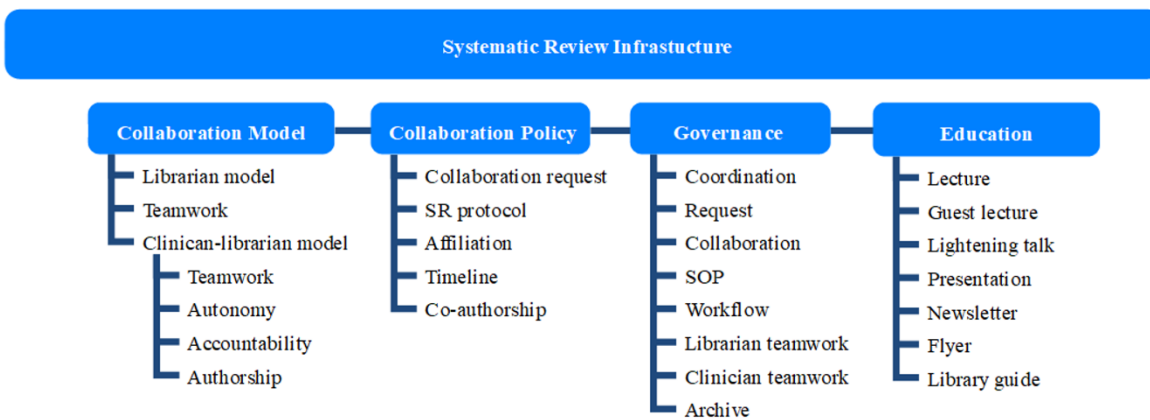 Systematic Review Infrastucture
Collaboration Model
Librarian model
Teamwork
Clinican-librarian model
Teamwork
Autonomy
Accountability
Authorship
Collaboration Policy
Collaboration request
SR protocol
Affiliation
Timeline
Co-authorship
Governance
Coordination
Request
Collaboration
SOP
Workflow
Librarian teamwork
Clinician teamwork
Archive
Education
Lecture
Guest lecture
Lightening talk
Presentation
Newsletter
Flyer
Library guide